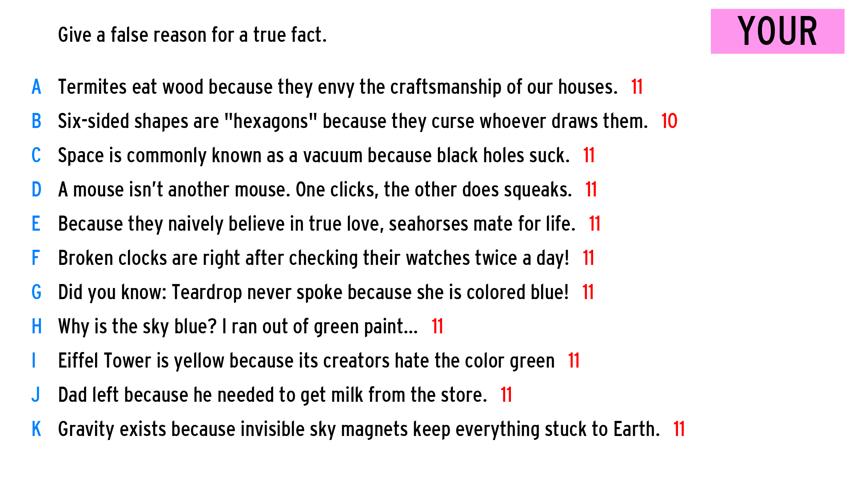 Give a false reason for a true fact.
YOUR
A Termites eat wood because they envy the craftsmanship of our houses. 11
B Six-sided shapes are "hexagons" because they curse whoever draws them. 10
C Space is commonly known as a vacuum because black holes suck. 11
D A mouse isn't another mouse. One clicks, the other does squeaks. 11
E Because they naively believe in true love, seahorses mate for life. 11
F Broken clocks are right after checking their watches twice a day! 11
G Did you know: Teardrop never spoke because she is colored blue! 11
H Why is the sky blue? I ran out of green paint... 11
I Eiffel Tower is yellow because its creators hate the color green 11
J Dad left because he needed to get milk from the store. 11
K Gravity exists because invisible sky magnets keep everything stuck to Earth. 11